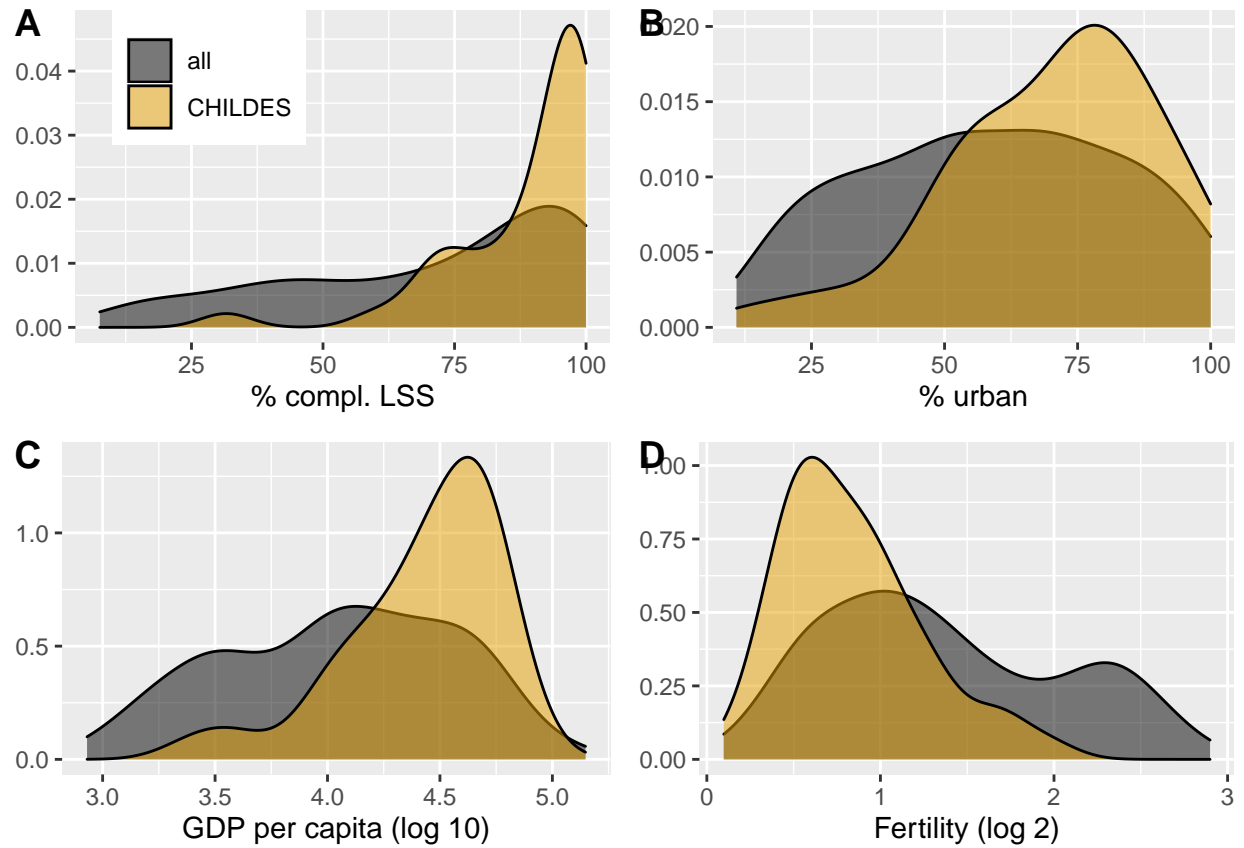 A
all
CHILDES
0.04
0.03
0.02
0.01
0.00
25 50 75 100
% compl. LSS
B
0.020
0.015
0.010
0.005
0.000
25 50 75 100
% urban
C
1.0
0.5
0.0
3.0 3.5 4.0 4.5 5.0
GDP per capita (log 10)
D
1.00
0.75
0.50
0.25
0.00
0 1 2 3
Fertility (log 2)